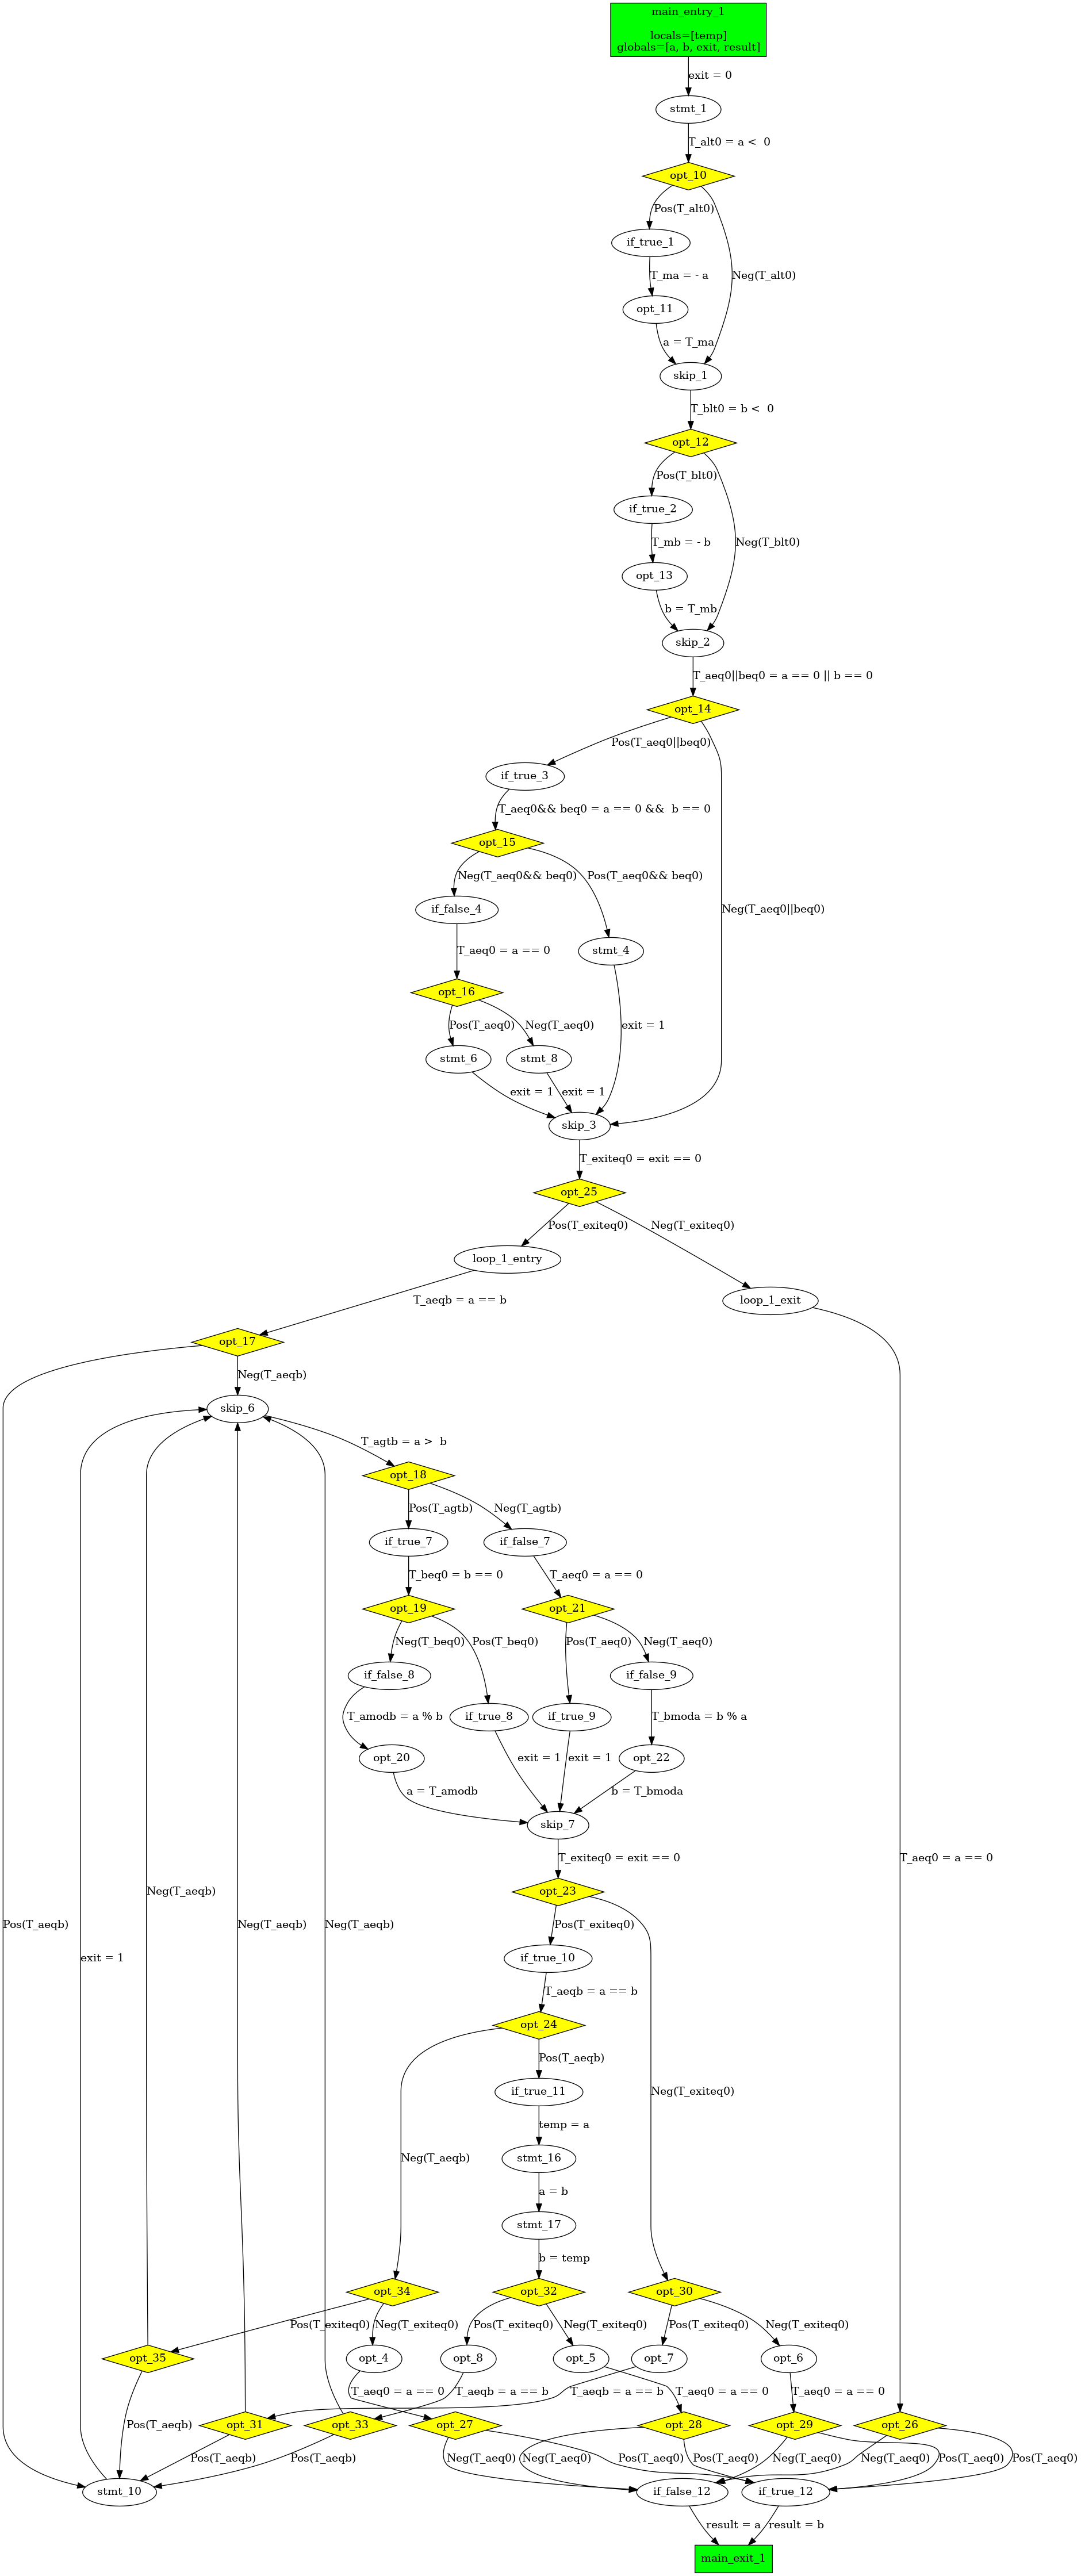 main_entry_1
locals=[temp]
globals=[a, b, exit, result]
exit = 0
stmt_1
T_alt0 = a <  0
opt_10
Pos(T_alt0)
if_true_1
T_ma = - a
Neg(T_alt0)
opt_11
a = T_ma
skip_1
T_blt0 = b <  0
opt_12
Pos(T_blt0)
if_true_2
T_mb = - b
Neg(T_blt0)
opt_13
b = T_mb
skip_2
T_aeq0||beq0 = a == 0 || b == 0
opt_14
Pos(T_aeq0||beq0)
if_true_3
T_aeq0&& beq0 = a == 0 &&  b == 0
opt_15
Neg(T_aeq0&& beq0)
Pos(T_aeq0&& beq0)
if_false_4
Neg(T_aeq0||beq0)
T_aeq0 = a == 0
stmt_4
opt_16
Pos(T_aeq0)
Neg(T_aeq0)
exit = 1
stmt_6
stmt_8
exit = 1
exit = 1
skip_3
T_exiteq0 = exit == 0
opt_25
Pos(T_exiteq0)
Neg(T_exiteq0)
loop_1_entry
loop_1_exit
T_aeqb = a == b
opt_17
Neg(T_aeqb)
skip_6
T_agtb = a >  b
opt_18
Pos(T_agtb)
Neg(T_agtb)
if_true_7
if_false_7
T_beq0 = b == 0
T_aeq0 = a == 0
opt_19
opt_21
Neg(T_beq0)
Pos(T_beq0)
Pos(T_aeq0)
Neg(T_aeq0)
if_false_8
if_false_9
T_amodb = a % b
if_true_8
if_true_9
T_bmoda = b % a
opt_20
exit = 1
exit = 1
opt_22
a = T_amodb
b = T_bmoda
skip_7
T_exiteq0 = exit == 0
T_aeq0 = a == 0
opt_23
Neg(T_aeqb)
Pos(T_aeqb)
Neg(T_aeqb)
Neg(T_aeqb)
Pos(T_exiteq0)
exit = 1
if_true_10
T_aeqb = a == b
opt_24
Pos(T_aeqb)
if_true_11
Neg(T_exiteq0)
temp = a
Neg(T_aeqb)
stmt_16
a = b
stmt_17
b = temp
opt_34
opt_32
opt_30
Pos(T_exiteq0)
Neg(T_exiteq0)
Pos(T_exiteq0)
Neg(T_exiteq0)
Pos(T_exiteq0)
Neg(T_exiteq0)
opt_35
opt_4
opt_8
opt_5
opt_7
opt_6
Pos(T_aeqb)
T_aeq0 = a == 0
T_aeqb = a == b
T_aeqb = a == b
T_aeq0 = a == 0
T_aeq0 = a == 0
opt_31
opt_33
opt_27
opt_28
opt_29
opt_26
Pos(T_aeqb)
Pos(T_aeqb)
Neg(T_aeq0)
Neg(T_aeq0)
Pos(T_aeq0)
Pos(T_aeq0)
Neg(T_aeq0)
Neg(T_aeq0)
Pos(T_aeq0)
Pos(T_aeq0)
stmt_10
if_false_12
if_true_12
result = a
result = b
main_exit_1